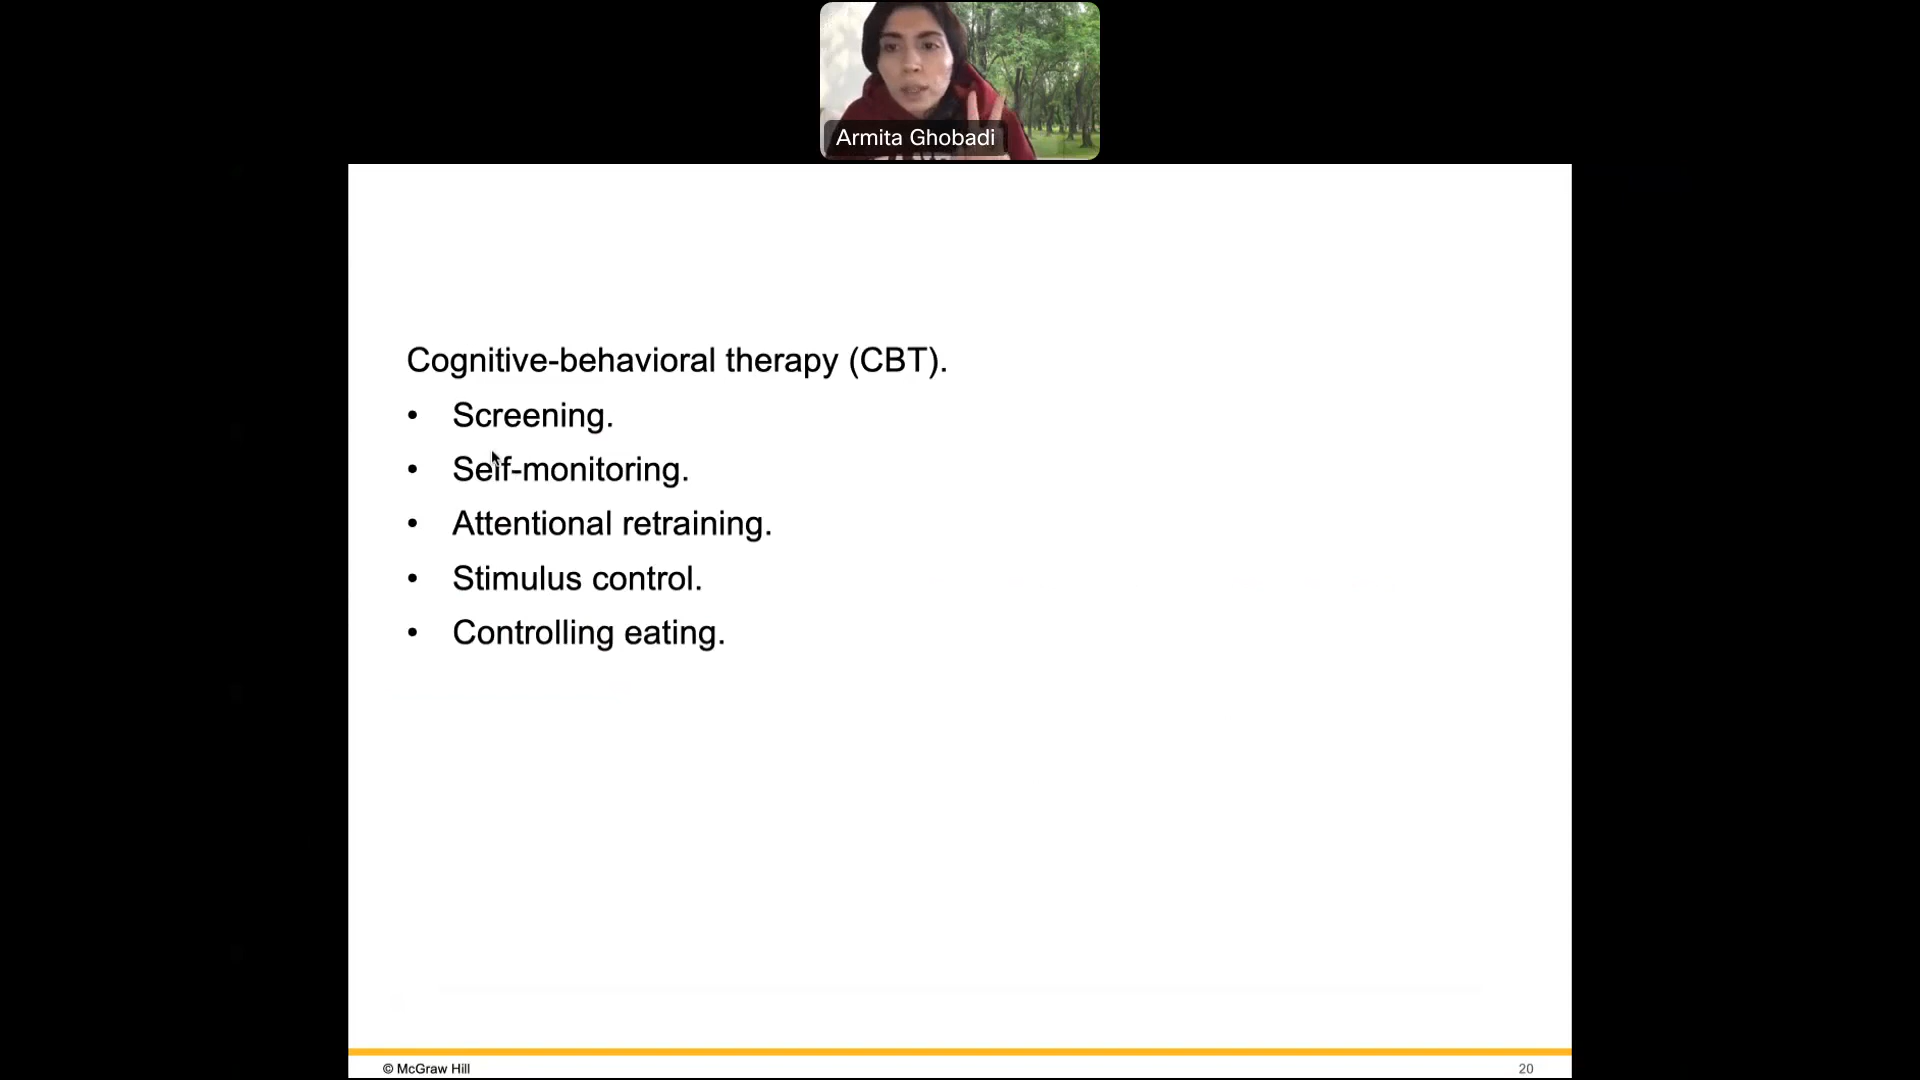 Armita Ghobadi
Cognitive-behavioral therapy (CBT).
• Screening.
• Self-monitoring.
• Attentional retraining.
• Stimulus control.
• Controlling eating.
© McGraw Hill
20